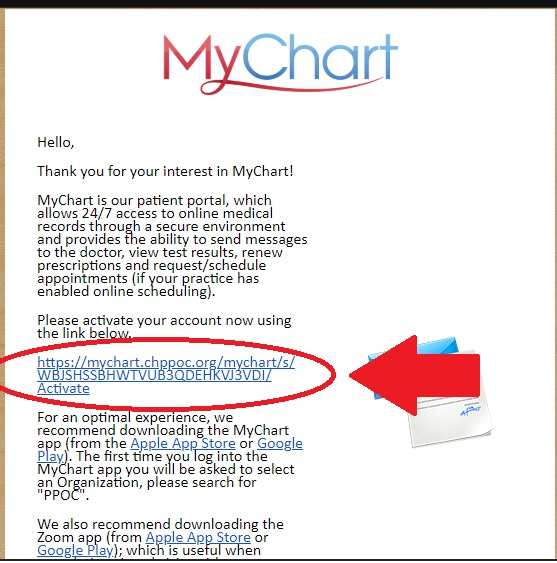 MyChart
Hello,
Thank you for your interest in MyChart!
MyChart is our patient portal, which
allows 24/7 access to online medical
records through a secure environment
and provides the ability to send messages
to the doctor, view test results, renew
prescriptions and request/schedule
appointments (if your practice has
enabled online scheduling).
Please activate your account now using
the link below.
https://mychart.chppoc.org/mychart/s/
WBJSHSSBHWTVUB3QDEHKVJ3VDI/
Activate
For an optimal experience, we
recommend downloading the MyChart
app (from the Apple App Store or Google
Play). The first time you log into the
MyChart app you will be asked to select
an Organization, please search for
"PPOC".
We also recommend downloading the
Zoom app (from Apple App Store or
Google Play); which is useful when